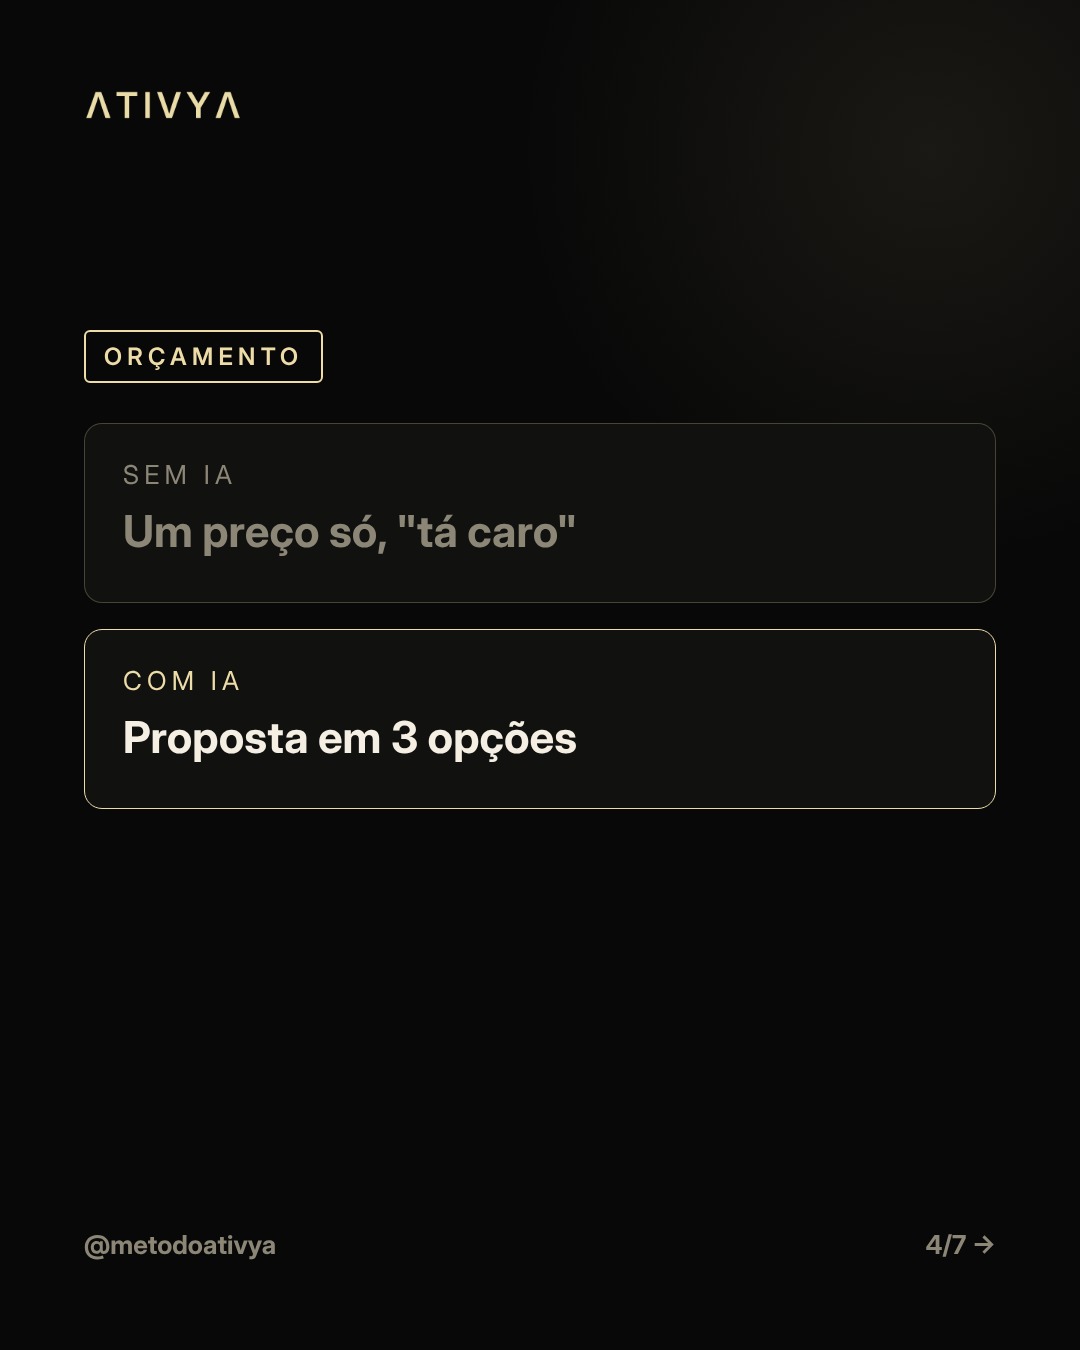 ATIVYA
ORÇAMENTO
SEM IA
Um preço só, "tá caro"
COM IA
Proposta em 3 opções
@metodoativya
4/7 →